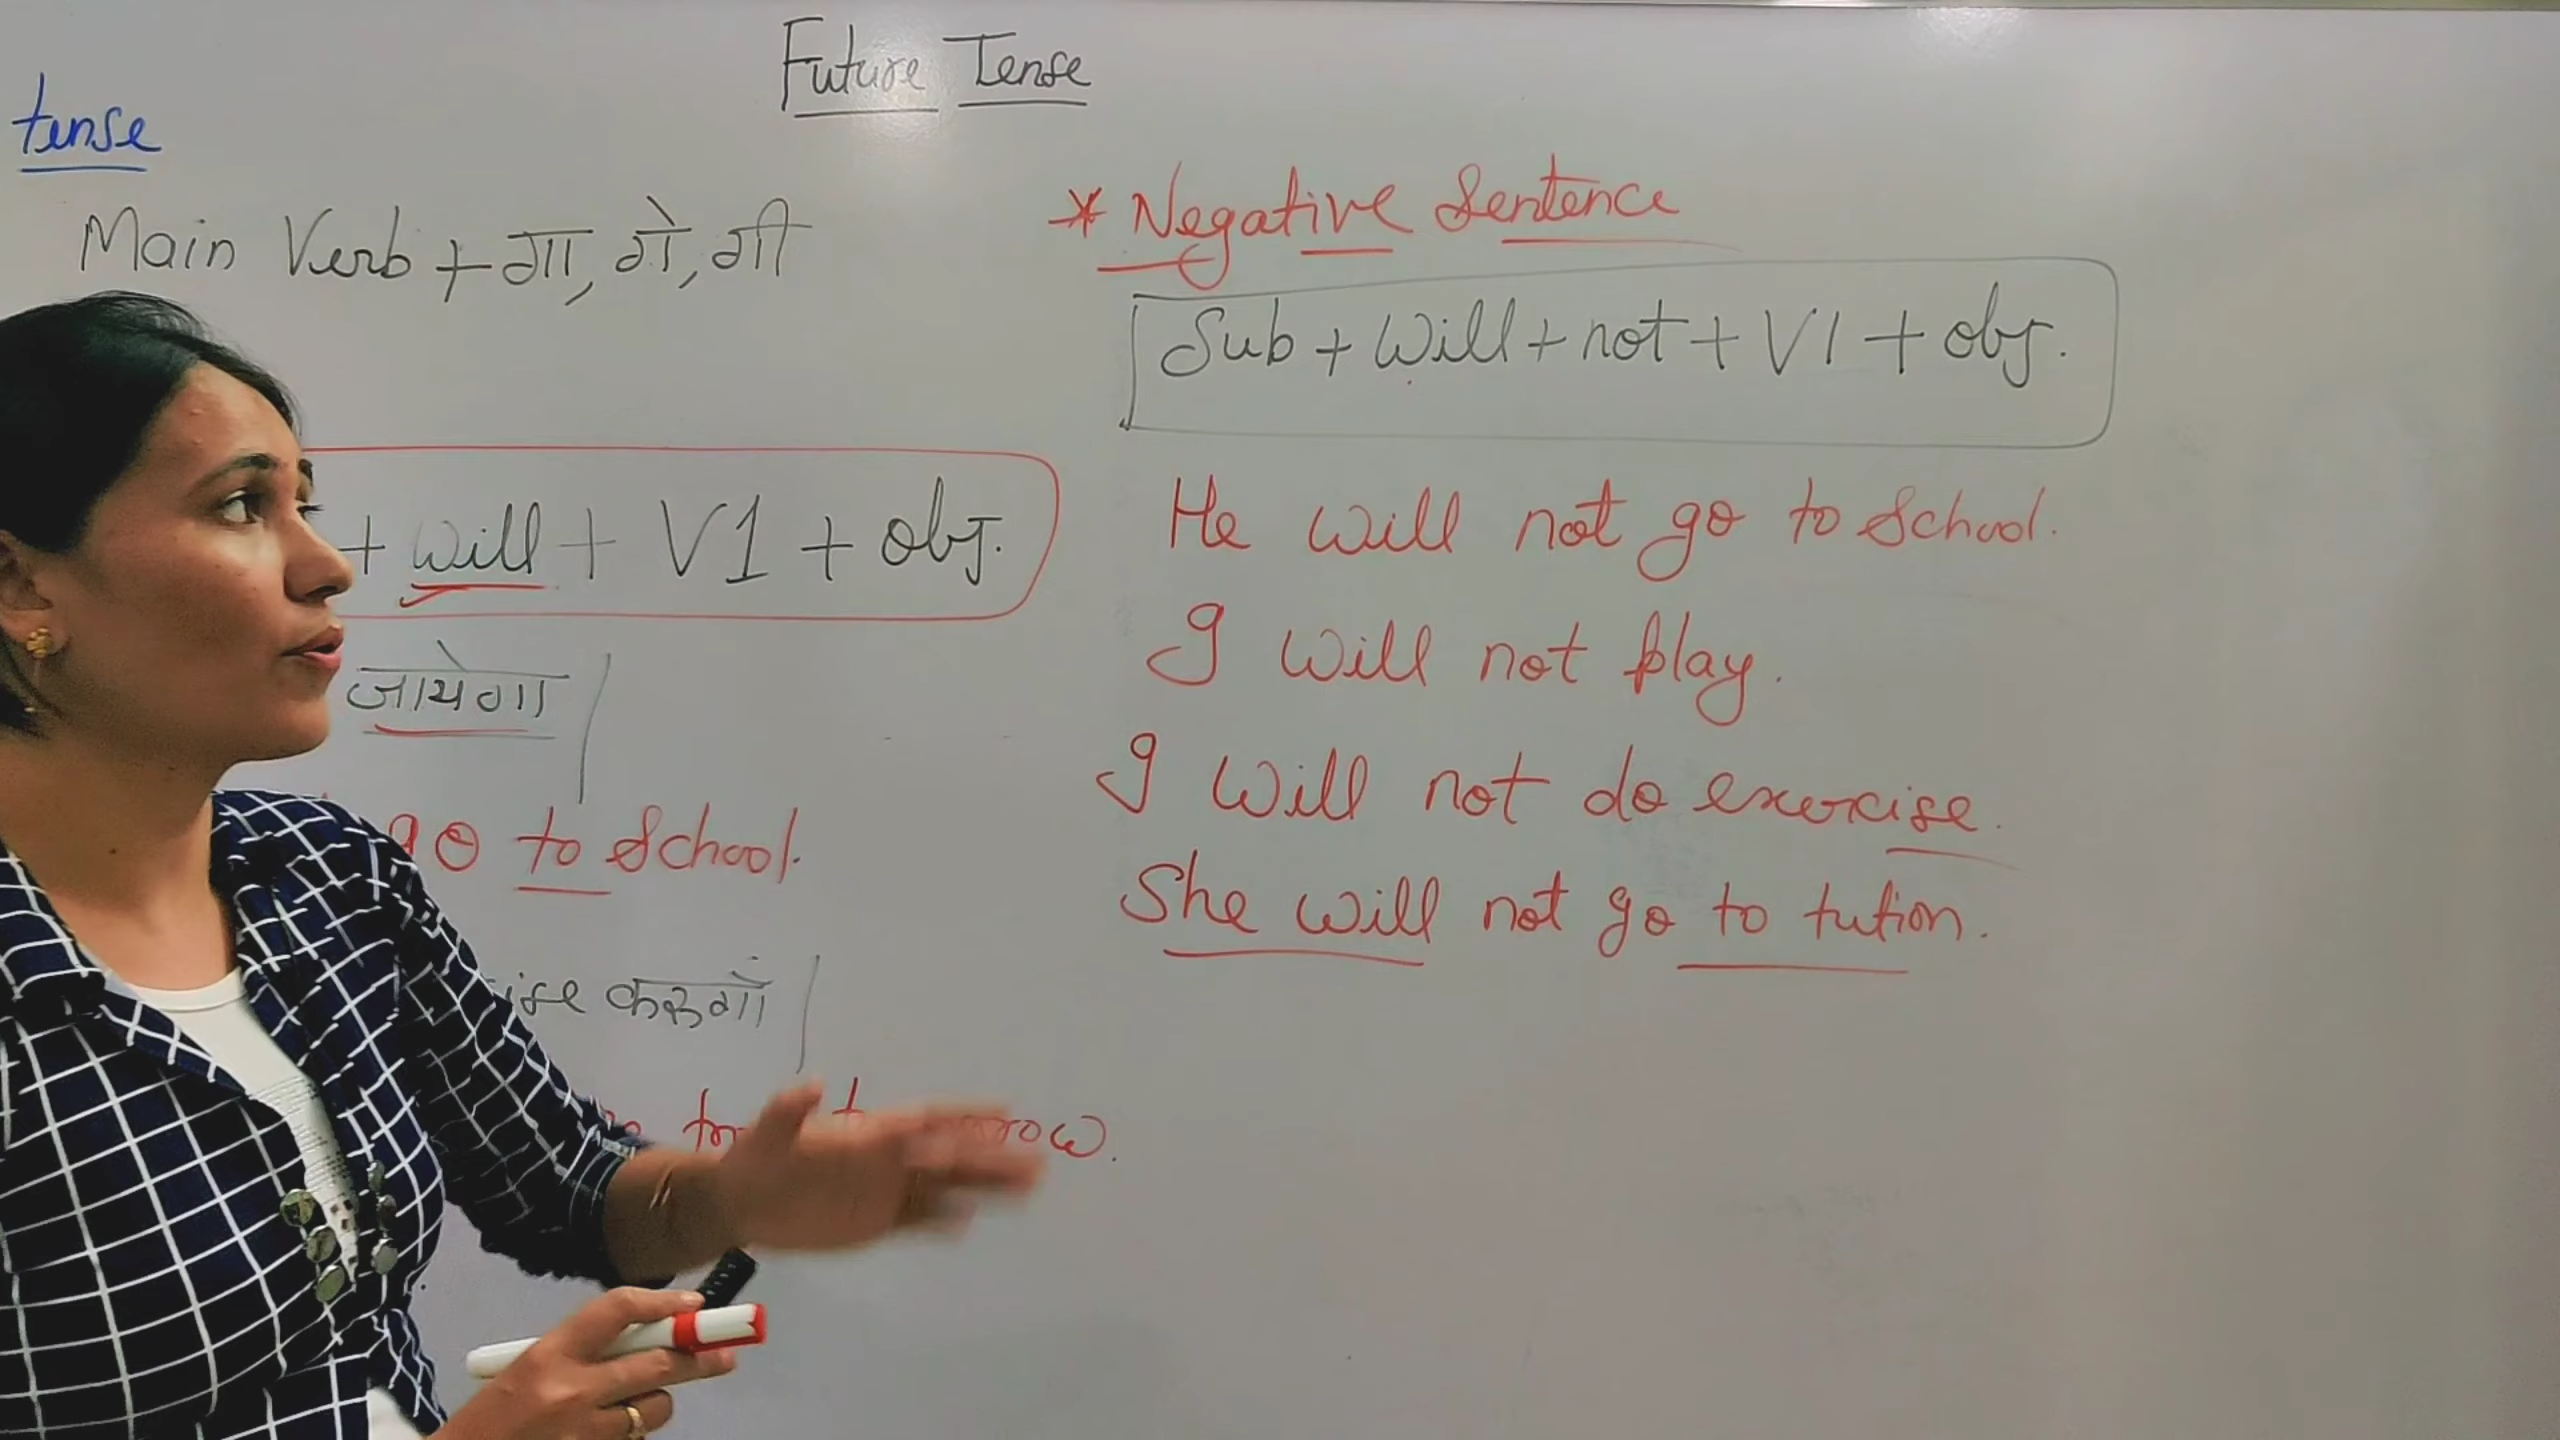 Future Tense
tense
Main Verb + गा, गे, गी
+ will + V1 + obj.
जायेगा
go to School.
करूगाँ
* Negative Sentence
Sub + Will + not + V1 + obj.
He will not go to School.
I will not play.
I will not do exercise.
She will not go to tution.